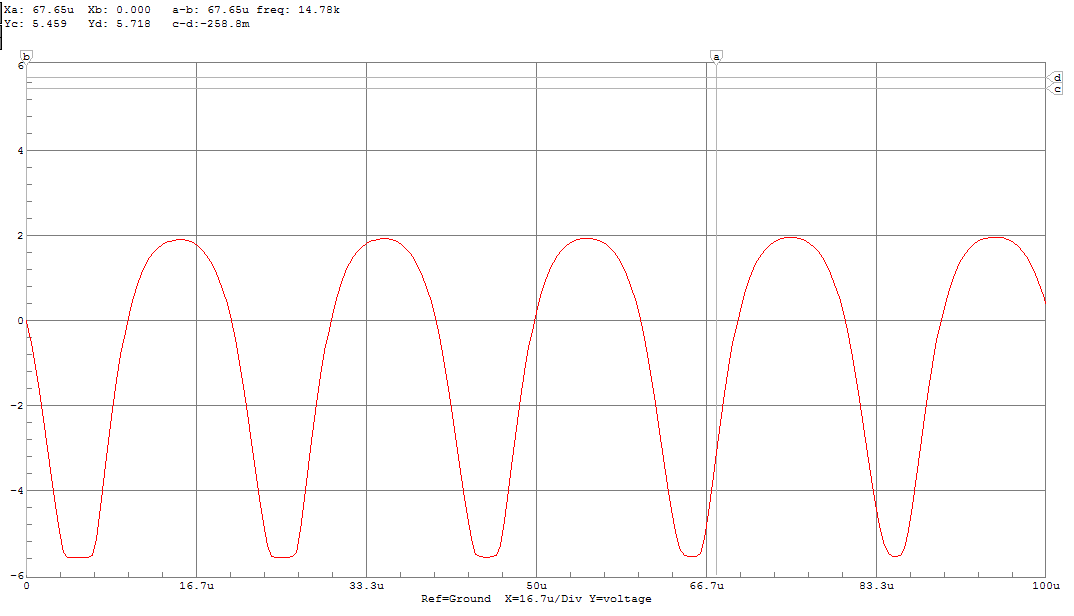 Xa: 67.65u Xb: 0.000 a-b: 67.65u freq: 14.78k
Yc: 5.459 Yd: 5.718 c-d:-258.8m
b a
6
d
c
4
2
0
-2
-4
-6
0 16.7u 33.3u 50u 66.7u 83.3u 100u
Ref=Ground X=16.7u/Div Y=voltage